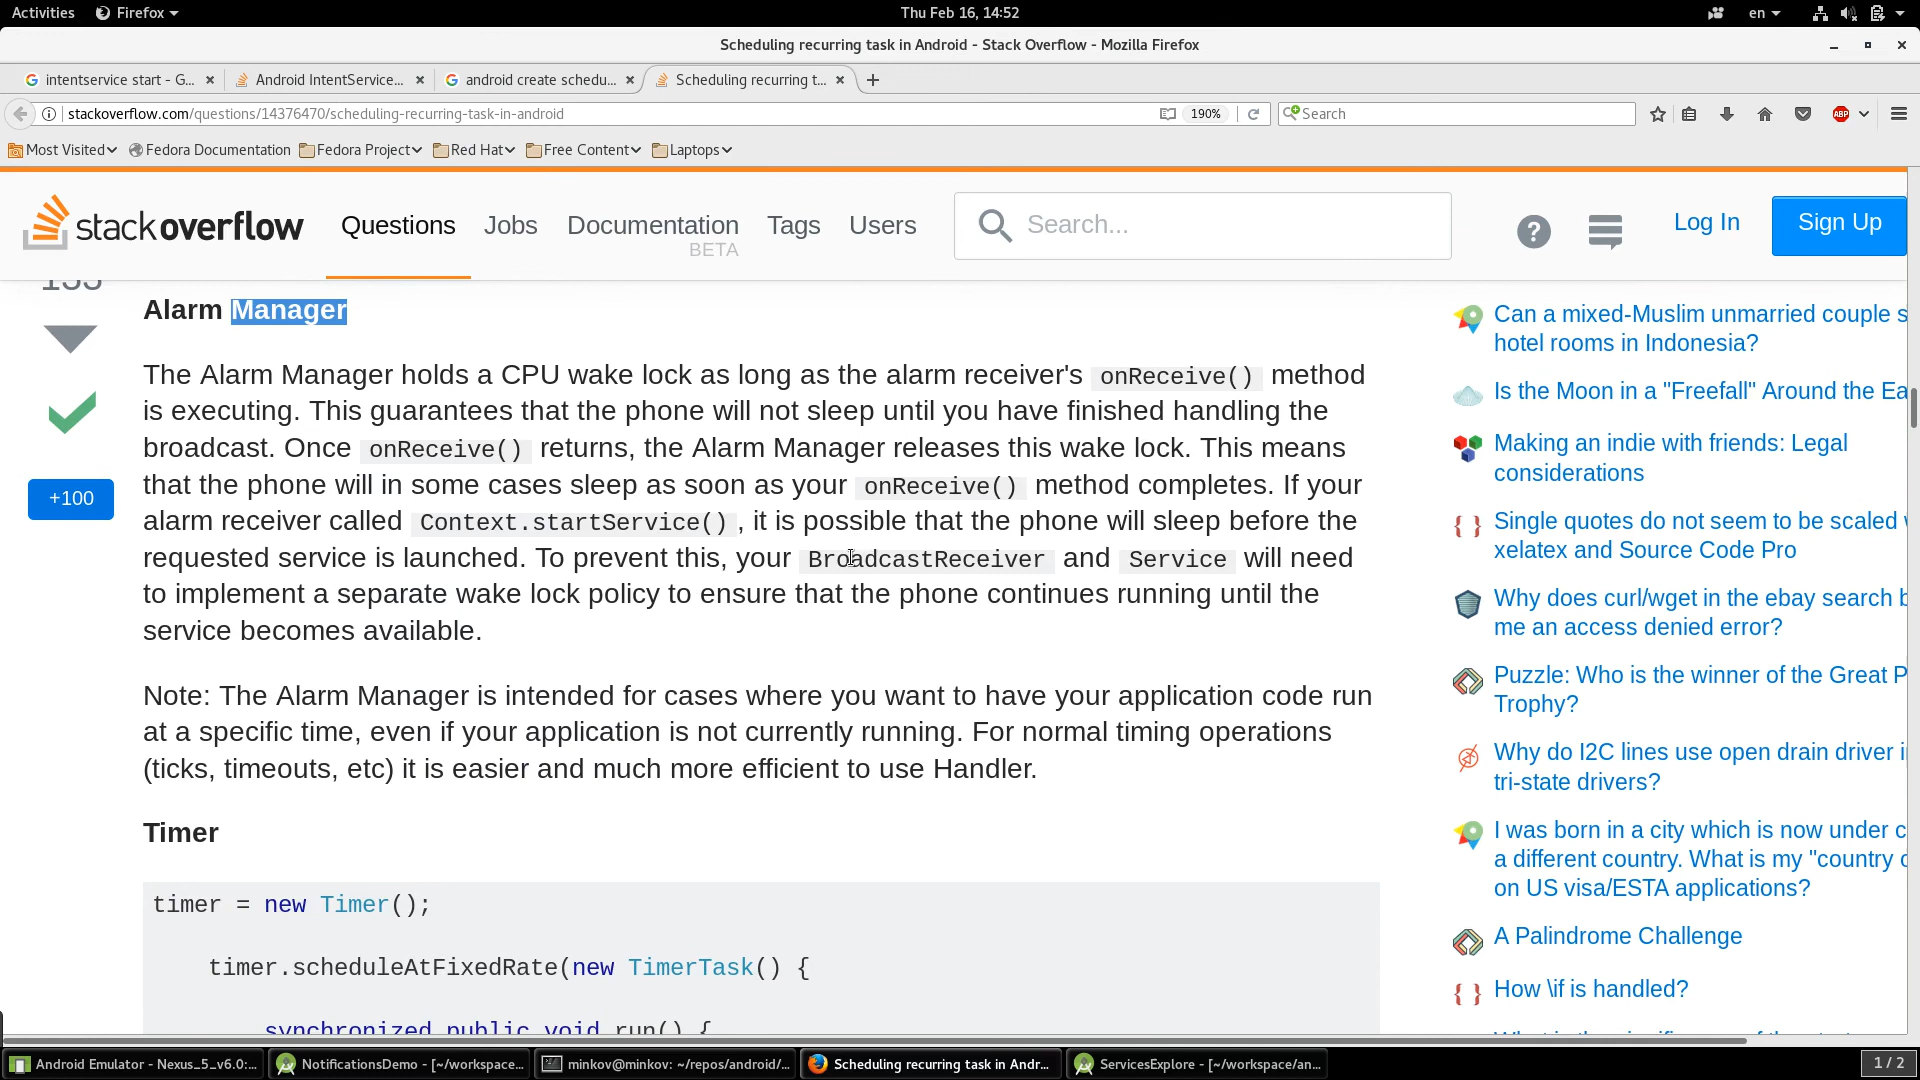 Activities Firefox Thu Feb 16, 14:52 en
Scheduling recurring task in Android - Stack Overflow - Mozilla Firefox
intentservice start - G... Android IntentService... android create schedu... Scheduling recurring t...
stackoverflow.com/questions/14376470/scheduling-recurring-task-in-android 190% Search ABP
Most Visited Fedora Documentation Fedora Project Red Hat Free Content Laptops
stackoverflow Questions Jobs Documentation Tags Users Search... ? Log In Sign Up
BETA
Alarm Manager
The Alarm Manager holds a CPU wake lock as long as the alarm receiver's onReceive() method
is executing. This guarantees that the phone will not sleep until you have finished handling the
broadcast. Once onReceive() returns, the Alarm Manager releases this wake lock. This means
that the phone will in some cases sleep as soon as your onReceive() method completes. If your
+100
alarm receiver called Context.startService(), it is possible that the phone will sleep before the
requested service is launched. To prevent this, your BroadcastReceiver and Service will need
to implement a separate wake lock policy to ensure that the phone continues running until the
service becomes available.
Note: The Alarm Manager is intended for cases where you want to have your application code run
at a specific time, even if your application is not currently running. For normal timing operations
(ticks, timeouts, etc) it is easier and much more efficient to use Handler.
Timer
timer = new Timer();
timer.scheduleAtFixedRate(new TimerTask() {
synchronized public void run() {
Can a mixed-Muslim unmarried couple s
hotel rooms in Indonesia?
Is the Moon in a "Freefall" Around the Ea
Making an indie with friends: Legal
considerations
Single quotes do not seem to be scaled
xelatex and Source Code Pro
Why does curl/wget in the ebay search
me an access denied error?
Puzzle: Who is the winner of the Great P
Trophy?
Why do I2C lines use open drain driver
tri-state drivers?
I was born in a city which is now under c
a different country. What is my "country
on US visa/ESTA applications?
A Palindrome Challenge
How \if is handled?
Android Emulator - Nexus_5_v6.0:... NotificationsDemo - [~/workspace... minkov@minkov: ~/repos/android/... Scheduling recurring task in Andr... ServicesExplore - [~/workspace/an... 1 / 2